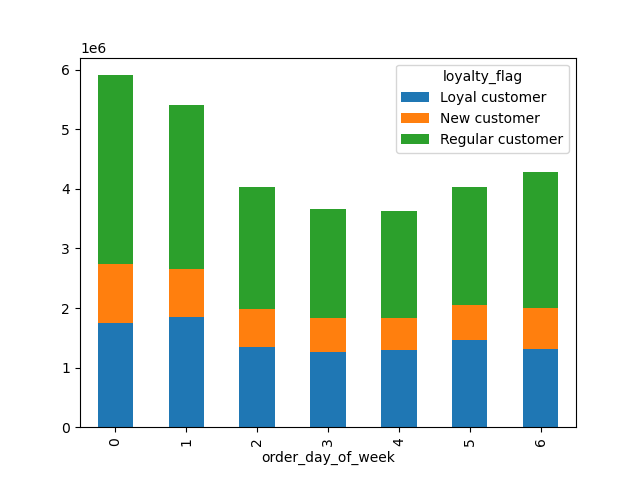 1e6
6
5
4
3
2
1
0
loyalty_flag
Loyal customer
New customer
Regular customer
0 1 2 3 4 5 6
order_day_of_week